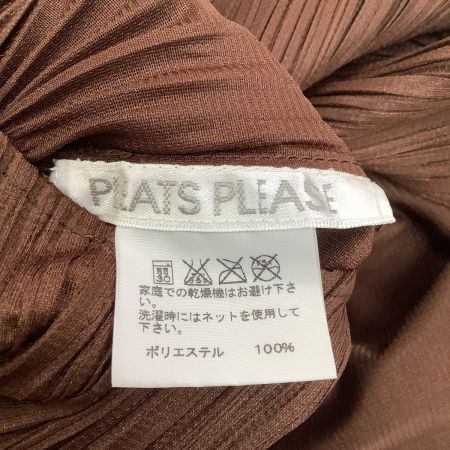 PLEATS PLEASE
30
家庭での乾燥機はお避け下さ
い。
洗濯時にはネットを使用して
下さい。
ポリエステル 100%